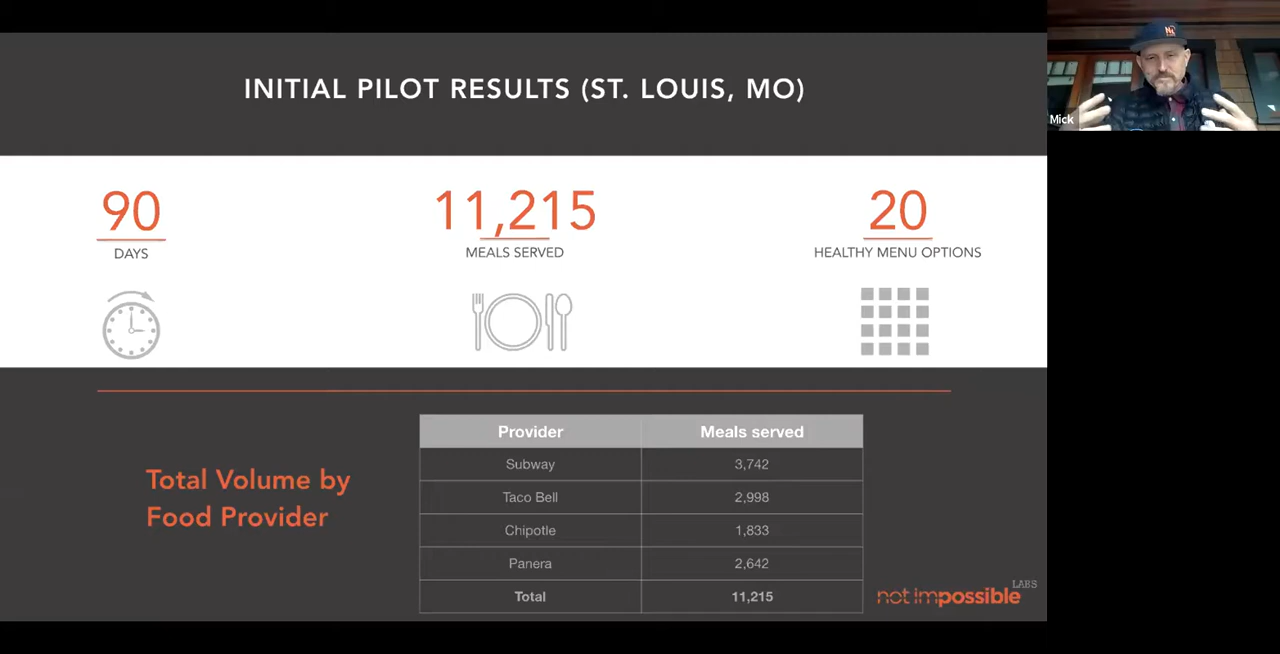 INITIAL PILOT RESULTS (ST. LOUIS, MO)
Mick
90
DAYS
11,215
MEALS SERVED
20
HEALTHY MENU OPTIONS
Total Volume by
Food Provider
Provider Meals served
Subway 3,742
Taco Bell 2,998
Chipotle 1,833
Panera 2,642
Total 11,215
not impossible LABS